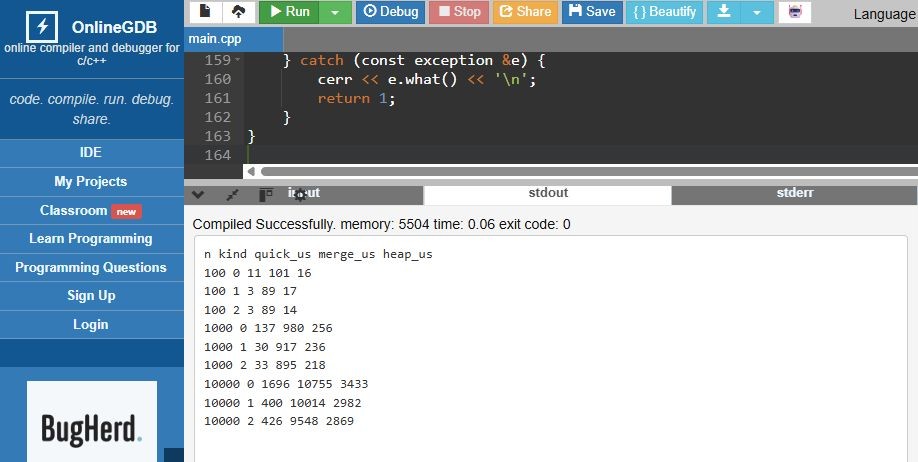 OnlineGDB
online compiler and debugger for
c/c++
code. compile. run. debug.
share.
IDE
My Projects
Classroom new
Learn Programming
Programming Questions
Sign Up
Login
BugHerd.
Run Debug Stop Share Save { } Beautify Language
main.cpp
159 } catch (const exception &e) {
160 cerr << e.what() << '\n';
161 return 1;
162 }
163 }
164
input stdout stderr
Compiled Successfully. memory: 5504 time: 0.06 exit code: 0
n kind quick_us merge_us heap_us
100 0 11 101 16
100 1 3 89 17
100 2 3 89 14
1000 0 137 980 256
1000 1 30 917 236
1000 2 33 895 218
10000 0 1696 10755 3433
10000 1 400 10014 2982
10000 2 426 9548 2869